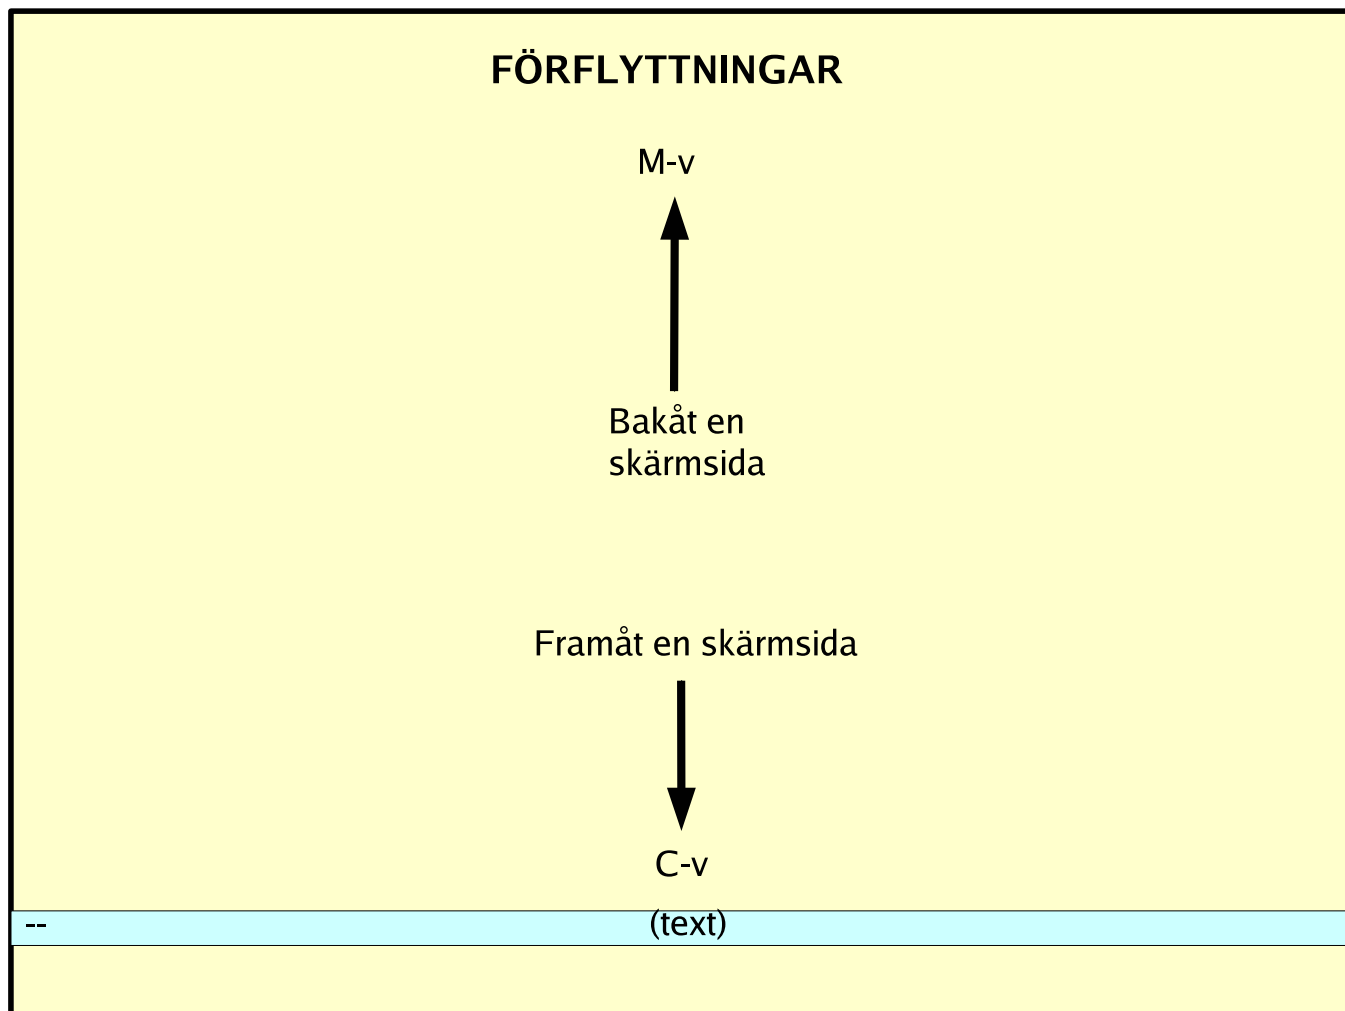 FÖRFLYTTNINGAR
M-v
Bakåt en
skärmsida
Framåt en skärmsida
C-v
-- (text)